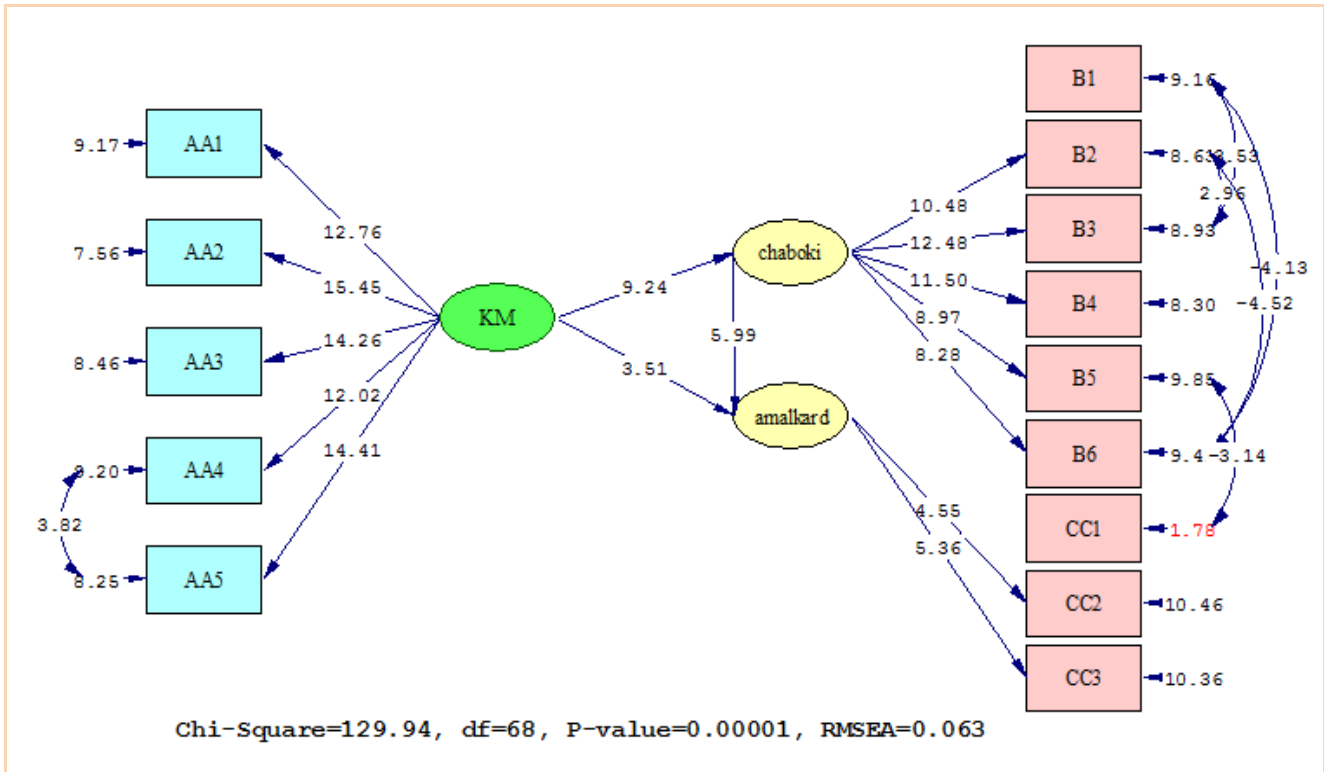 9.17 AA1
7.56 AA2
8.46 AA3
9.20 AA4
8.25 AA5
3.82
12.76
15.45
14.26
12.02
14.41
KM
9.24
3.51
chaboki
5.99
amalkard
10.48
12.48
11.50
8.97
8.28
4.55
5.36
B1 9.16
B2 8.63
B3 8.93
B4 8.30
B5 9.85
B6 9.4
CC1 1.78
CC2 10.46
CC3 10.36
2.96
-4.13
-4.52
-3.14
Chi-Square=129.94, df=68, P-value=0.00001, RMSEA=0.063